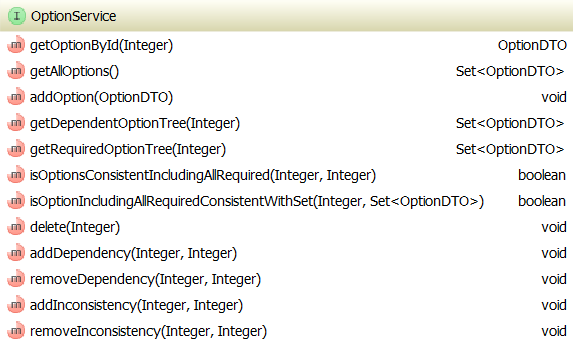 I OptionService
m getOptionById(Integer) OptionDTO
m getAllOptions() Set<OptionDTO>
m addOption(OptionDTO) void
m getDependentOptionTree(Integer) Set<OptionDTO>
m getRequiredOptionTree(Integer) Set<OptionDTO>
m isOptionsConsistentIncludingAllRequired(Integer, Integer) boolean
m isOptionIncludingAllRequiredConsistentWithSet(Integer, Set<OptionDTO>) boolean
m delete(Integer) void
m addDependency(Integer, Integer) void
m removeDependency(Integer, Integer) void
m addInconsistency(Integer, Integer) void
m removeInconsistency(Integer, Integer) void